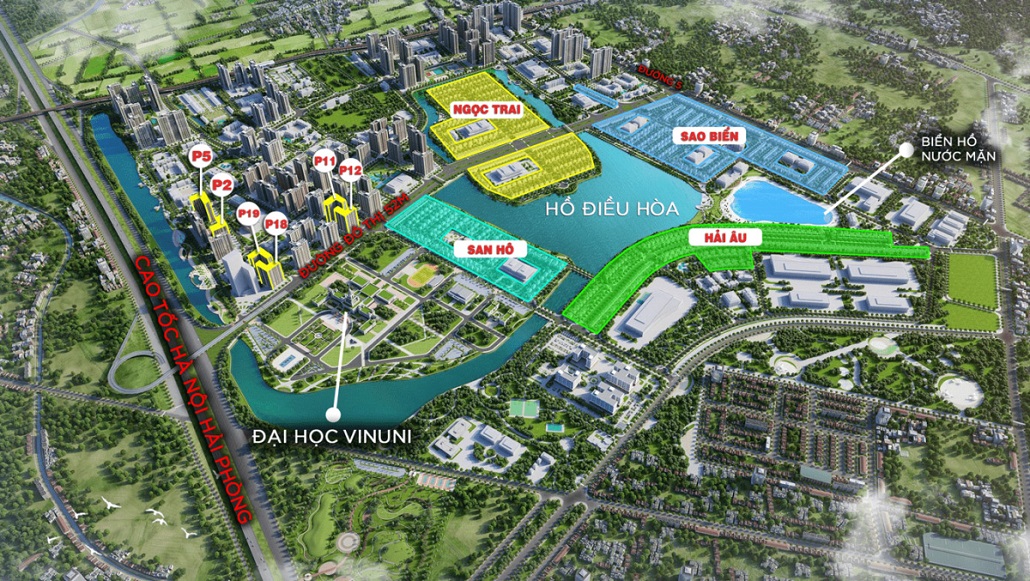 ĐƯỜNG 5
NGỌC TRAI
SAO BIỂN
BIỂN HỒ
NƯỚC MẶN
P5
P11
P12
P2
P19
P18
HỒ ĐIỀU HÒA
ĐƯỜNG ĐÔ THỊ 52M
SAN HÔ
HẢI ÂU
CAO TỐC HÀ NỘI HẢI PHÒNG
ĐẠI HỌC VINUNI